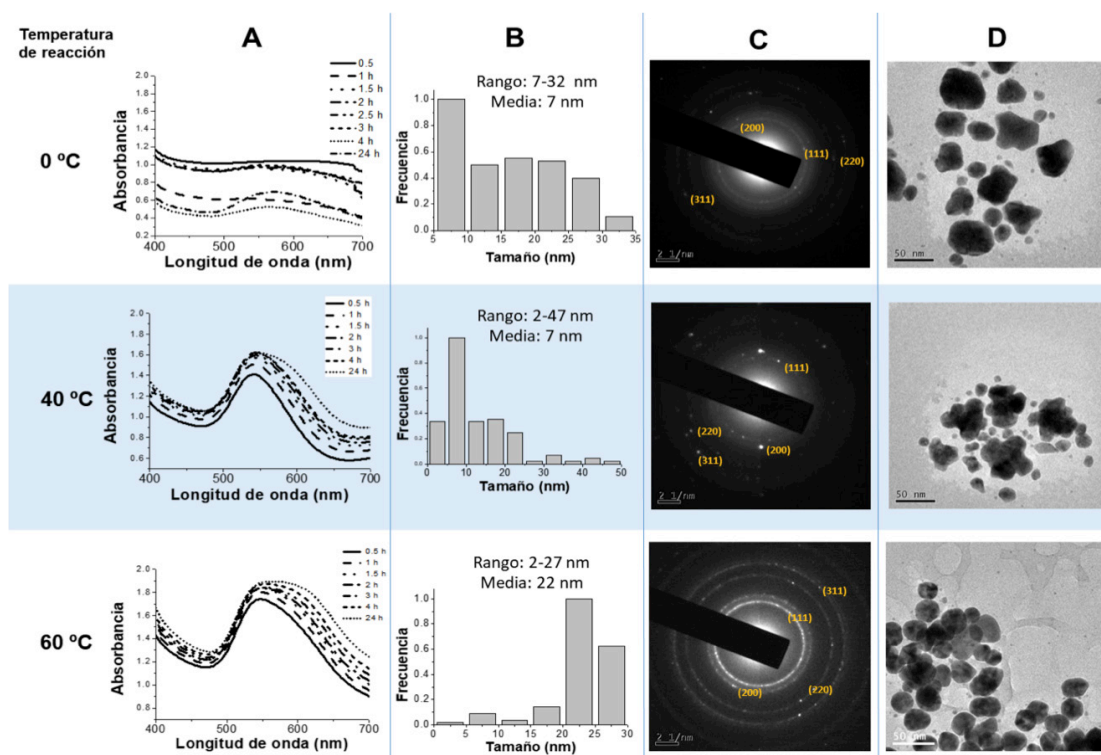 Temperatura
de reacción
A
B
C
D
0 ºC
Absorbancia
2.0
1.8
1.6
1.4
1.2
1.0
0.8
0.6
0.4
0.2
400
500
600
700
Longitud de onda (nm)
0.5
1 h
1.5 h
2 h
2.5 h
3 h
4 h
24 h
Rango: 7-32 nm
Media: 7 nm
Frecuencia
1.0
0.8
0.6
0.4
0.2
0.0
5
10
15
20
25
30
35
Tamaño (nm)
(200)
(111)
(220)
(311)
2 1/nm
50 nm
40 ºC
Absorbancia
2.0
1.8
1.6
1.4
1.2
1.0
0.8
0.6
400
500
600
700
Longitud de onda (nm)
0.5 h
1 h
1.5 h
2 h
3 h
4 h
24 h
Rango: 2-47 nm
Media: 7 nm
Frecuencia
1.0
0.8
0.6
0.4
0.2
0.0
0
10
20
30
40
50
Tamaño (nm)
(111)
(220)
(200)
(311)
2 1/nm
50 nm
60 ºC
Absorbancia
2.0
1.8
1.6
1.4
1.2
1.0
0.8
400
500
600
700
Longitud de onda (nm)
0.5 h
1 h
1.5 h
2 h
3 h
4 h
24 h
Rango: 2-27 nm
Media: 22 nm
Frecuencia
1.0
0.8
0.6
0.4
0.2
0.0
0
5
10
15
20
25
30
Tamaño (nm)
(311)
(111)
(200)
(220)
2 1/nm
50 nm